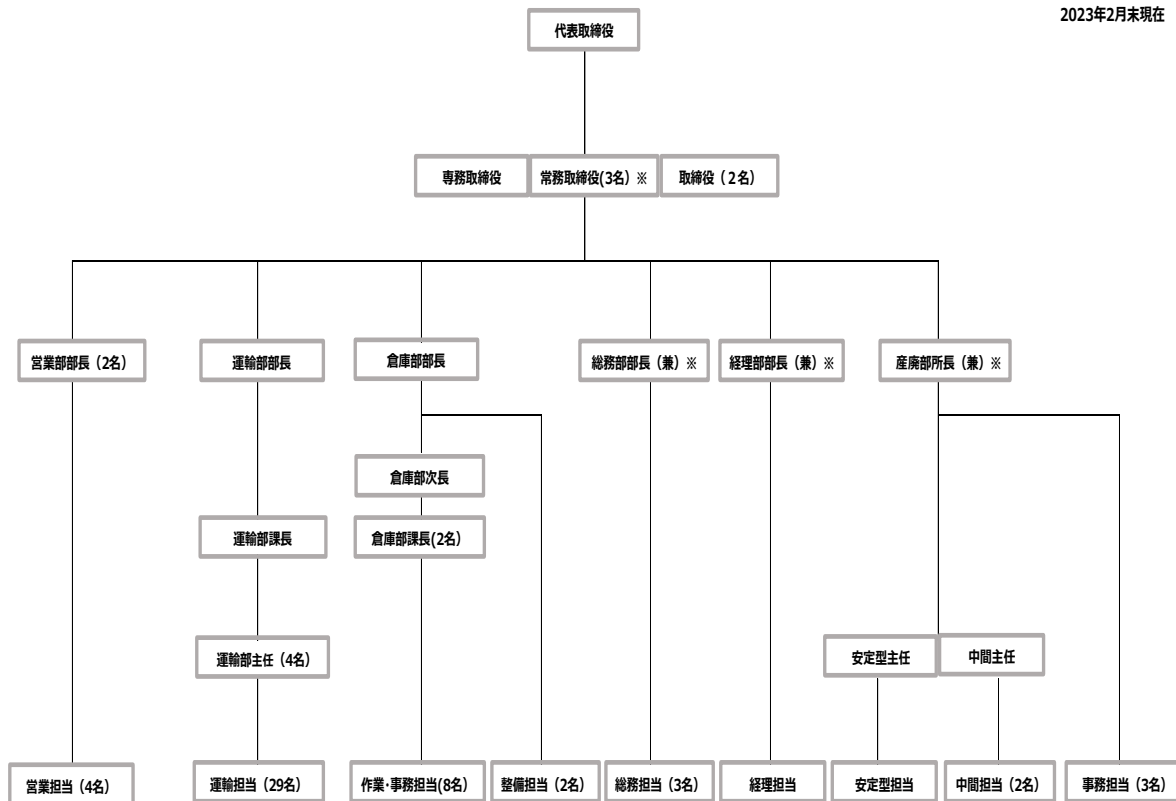 2023年2月末現在
代表取締役
専務取締役
常務取締役(3名) ※
取締役（2名）
営業部部長（2名）
運輸部部長
倉庫部部長
総務部部長（兼）※
経理部部長（兼）※
産廃部所長（兼）※
倉庫部次長
運輸部課長
倉庫部課長(2名)
運輸部主任（4名）
安定型主任
中間主任
営業担当（4名）
運輸担当（29名）
作業･事務担当(8名)
整備担当（2名）
総務担当（3名）
経理担当
安定型担当
中間担当（2名）
事務担当（3名）